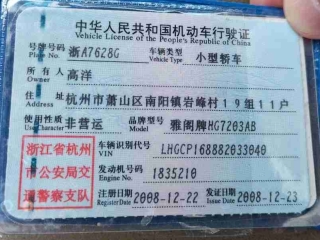 中华人民共和国机动车行驶证
Vehicle License of the People's Republic of China
号牌号码 浙A7628G 车辆类型 小型轿车
Plate No. Vehicle Type
所有人 高洋
Owner
住址 杭州市萧山区南阳镇岩峰村19组11户
Address
使用性质 非营运 品牌型号 雅阁牌HG7203AB
Use Character Model
浙江省杭州市公安局交通警察支队
车辆识别代号 LHGCP168882033040
VIN
发动机号码 1835210
Engine No.
注册日期 2008-12-22 发证日期 2008-12-23
Register Date Issue Date